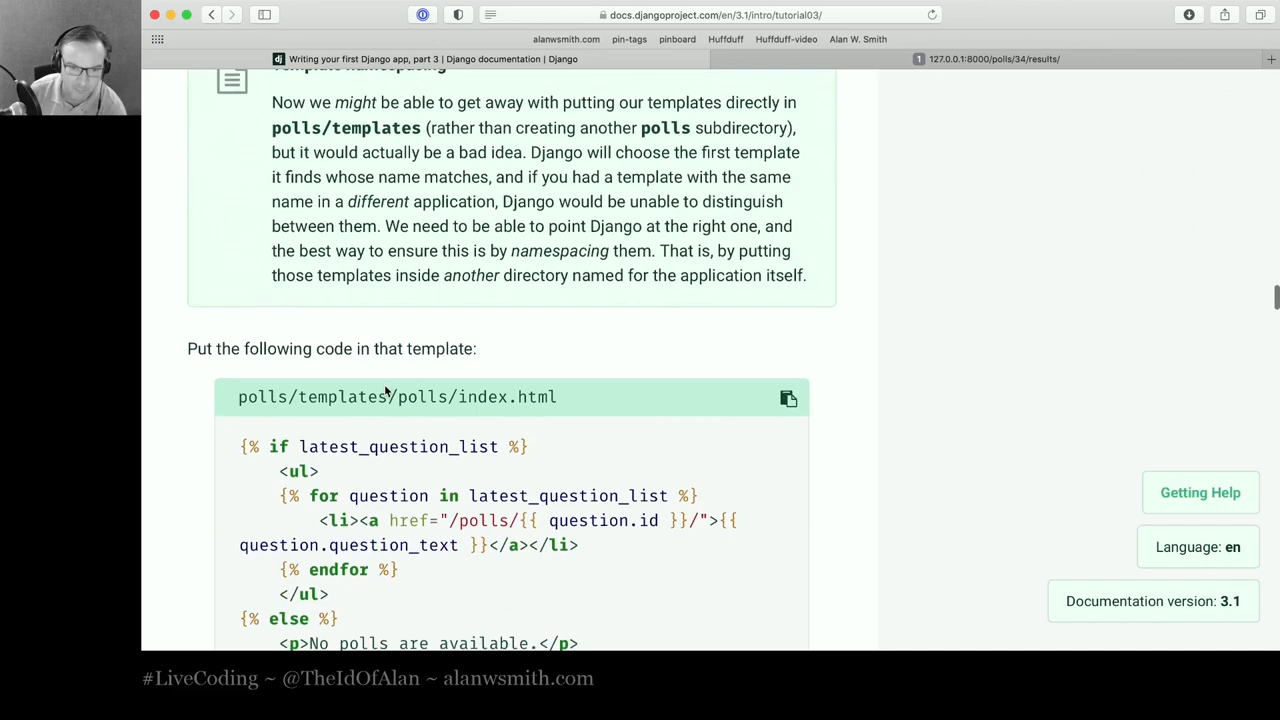 docs.djangoproject.com/en/3.1/intro/tutorial03/
alanwsmith.com pin-tags pinboard Huffduff Huffduff-video Alan W. Smith
dj Writing your first Django app, part 3 | Django documentation | Django
1 127.0.0.1:8000/polls/34/results/
Template namespacing
Now we might be able to get away with putting our templates directly in
polls/templates (rather than creating another polls subdirectory),
but it would actually be a bad idea. Django will choose the first template
it finds whose name matches, and if you had a template with the same
name in a different application, Django would be unable to distinguish
between them. We need to be able to point Django at the right one, and
the best way to ensure this is by namespacing them. That is, by putting
those templates inside another directory named for the application itself.
Put the following code in that template:
polls/templates/polls/index.html
{% if latest_question_list %}
<ul>
{% for question in latest_question_list %}
<li><a href="/polls/{{ question.id }}/">{{
question.question_text }}</a></li>
{% endfor %}
</ul>
{% else %}
<p>No polls are available.</p>
Getting Help
Language: en
Documentation version: 3.1
#LiveCoding ~ @TheIdOfAlan ~ alanwsmith.com